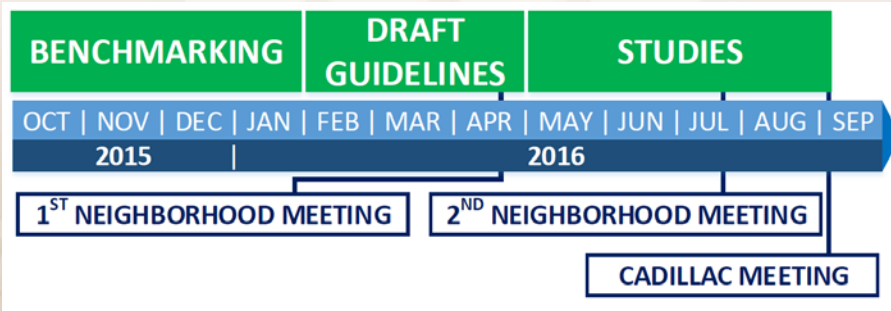 BENCHMARKING
DRAFT
GUIDELINES
STUDIES
OCT | NOV | DEC | JAN | FEB | MAR | APR | MAY | JUN | JUL | AUG | SEP
2015 | 2016
1ST NEIGHBORHOOD MEETING
2ND NEIGHBORHOOD MEETING
CADILLAC MEETING